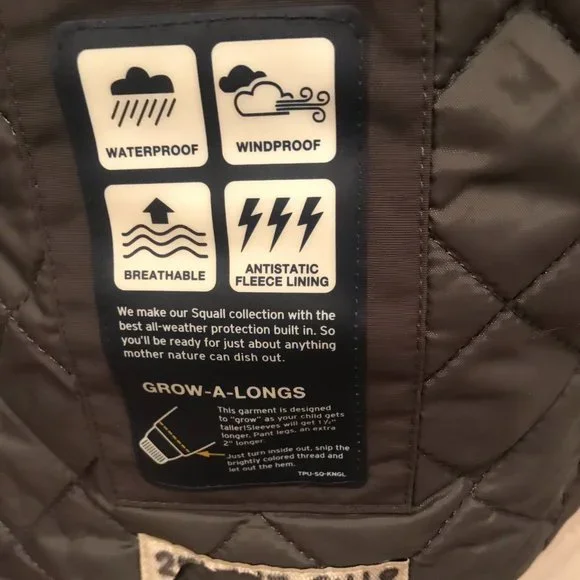 WATERPROOF
WINDPROOF
BREATHABLE
ANTISTATIC
FLEECE LINING
We make our Squall collection with the
best all-weather protection built in. So
you'll be ready for just about anything
mother nature can dish out.
GROW-A-LONGS
This garment is designed
to "grow" as your child gets
taller!Sleeves will get 1½"
longer, Pant legs, an extra
2" longer.
Just turn inside out, snip the
brightly colored thread and
let out the hem.
TPU-SQ-KNGL